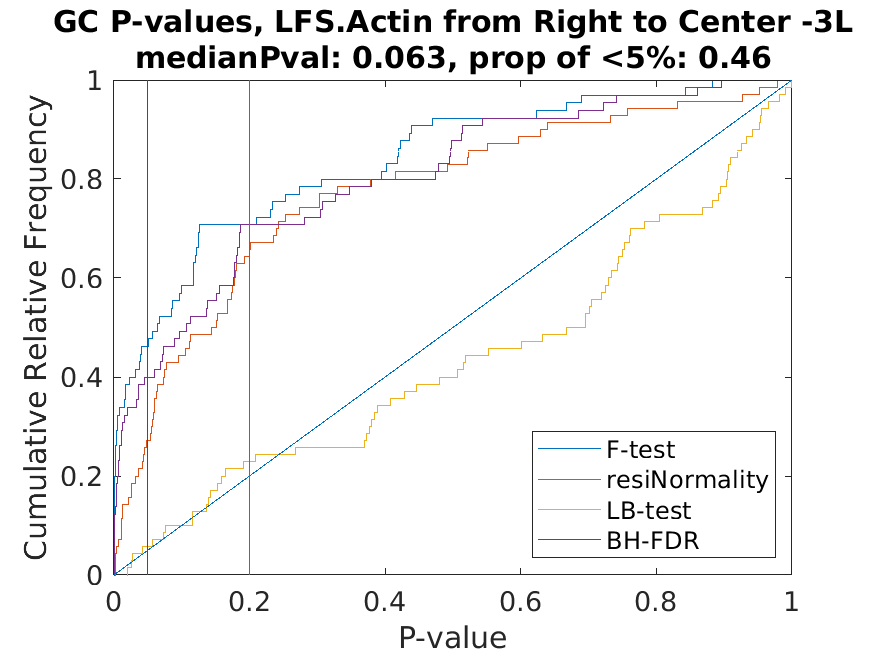 GC P-values, LFS.Actin from Right to Center -3L
medianPval: 0.063, prop of <5%: 0.46
Cumulative Relative Frequency
1
0.8
0.6
0.4
0.2
0
0 0.2 0.4 0.6 0.8 1
P-value
F-test
resiNormality
LB-test
BH-FDR